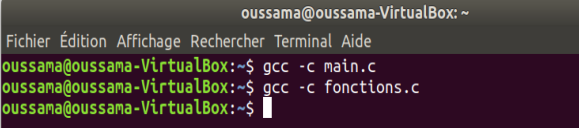 oussama@oussama-VirtualBox: ~
Fichier Édition Affichage Rechercher Terminal Aide
oussama@oussama-VirtualBox:~$ gcc -c main.c
oussama@oussama-VirtualBox:~$ gcc -c fonctions.c
oussama@oussama-VirtualBox:~$